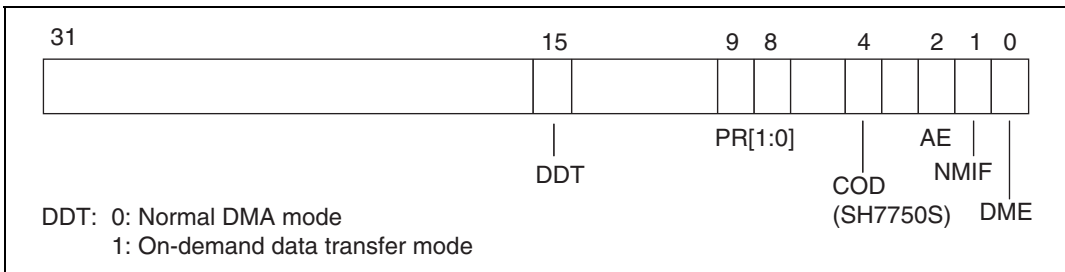 31 15 9 8 4 2 1 0
PR[1:0] AE
DDT NMIF
COD
(SH7750S) DME
DDT: 0: Normal DMA mode
1: On-demand data transfer mode